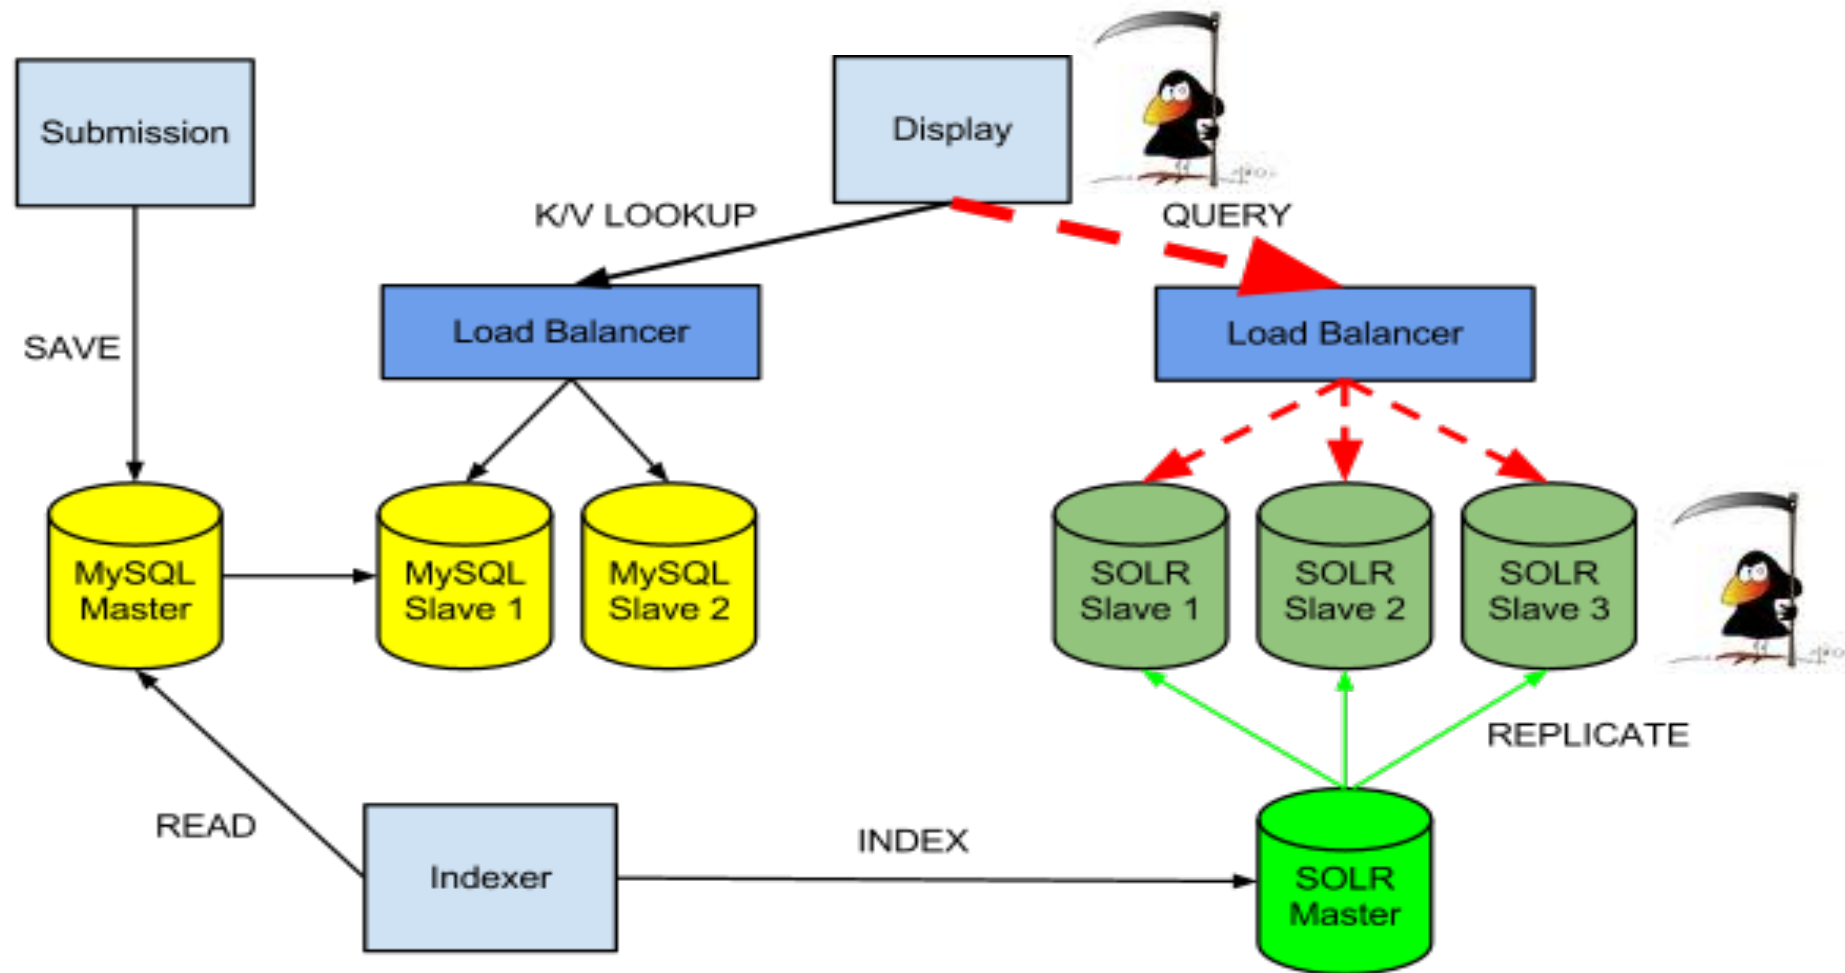 Submission
Display
K/V LOOKUP
QUERY
Load Balancer
Load Balancer
SAVE
MySQL
Master
MySQL
Slave 1
MySQL
Slave 2
SOLR
Slave 1
SOLR
Slave 2
SOLR
Slave 3
REPLICATE
READ
Indexer
INDEX
SOLR
Master